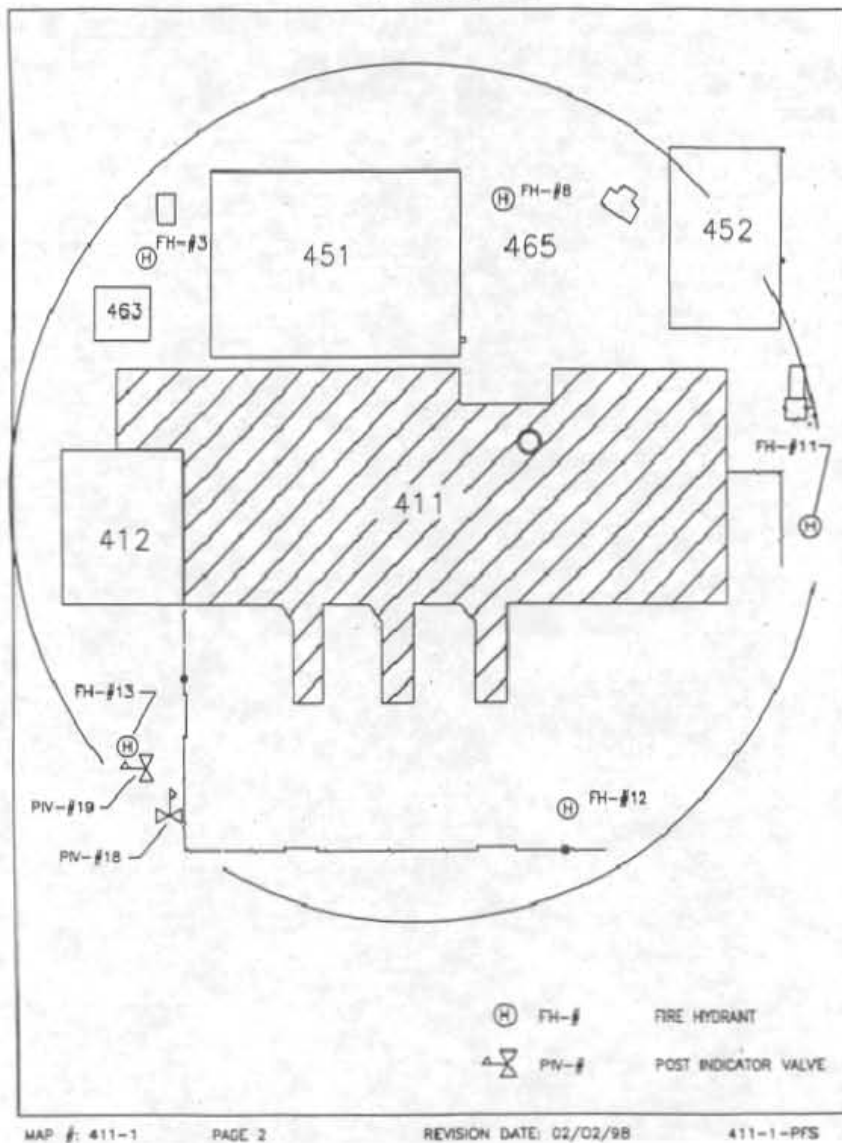 FH-#8
452
FH-#3
451
465
463
FH-#11
411
412
FH-#13
FH-#12
PIV-#19
PIV-#18
FH-# FIRE HYDRANT
PIV-# POST INDICATOR VALVE
MAP #: 411-1 PAGE 2 REVISION DATE: 02/02/98 411-1-PFS